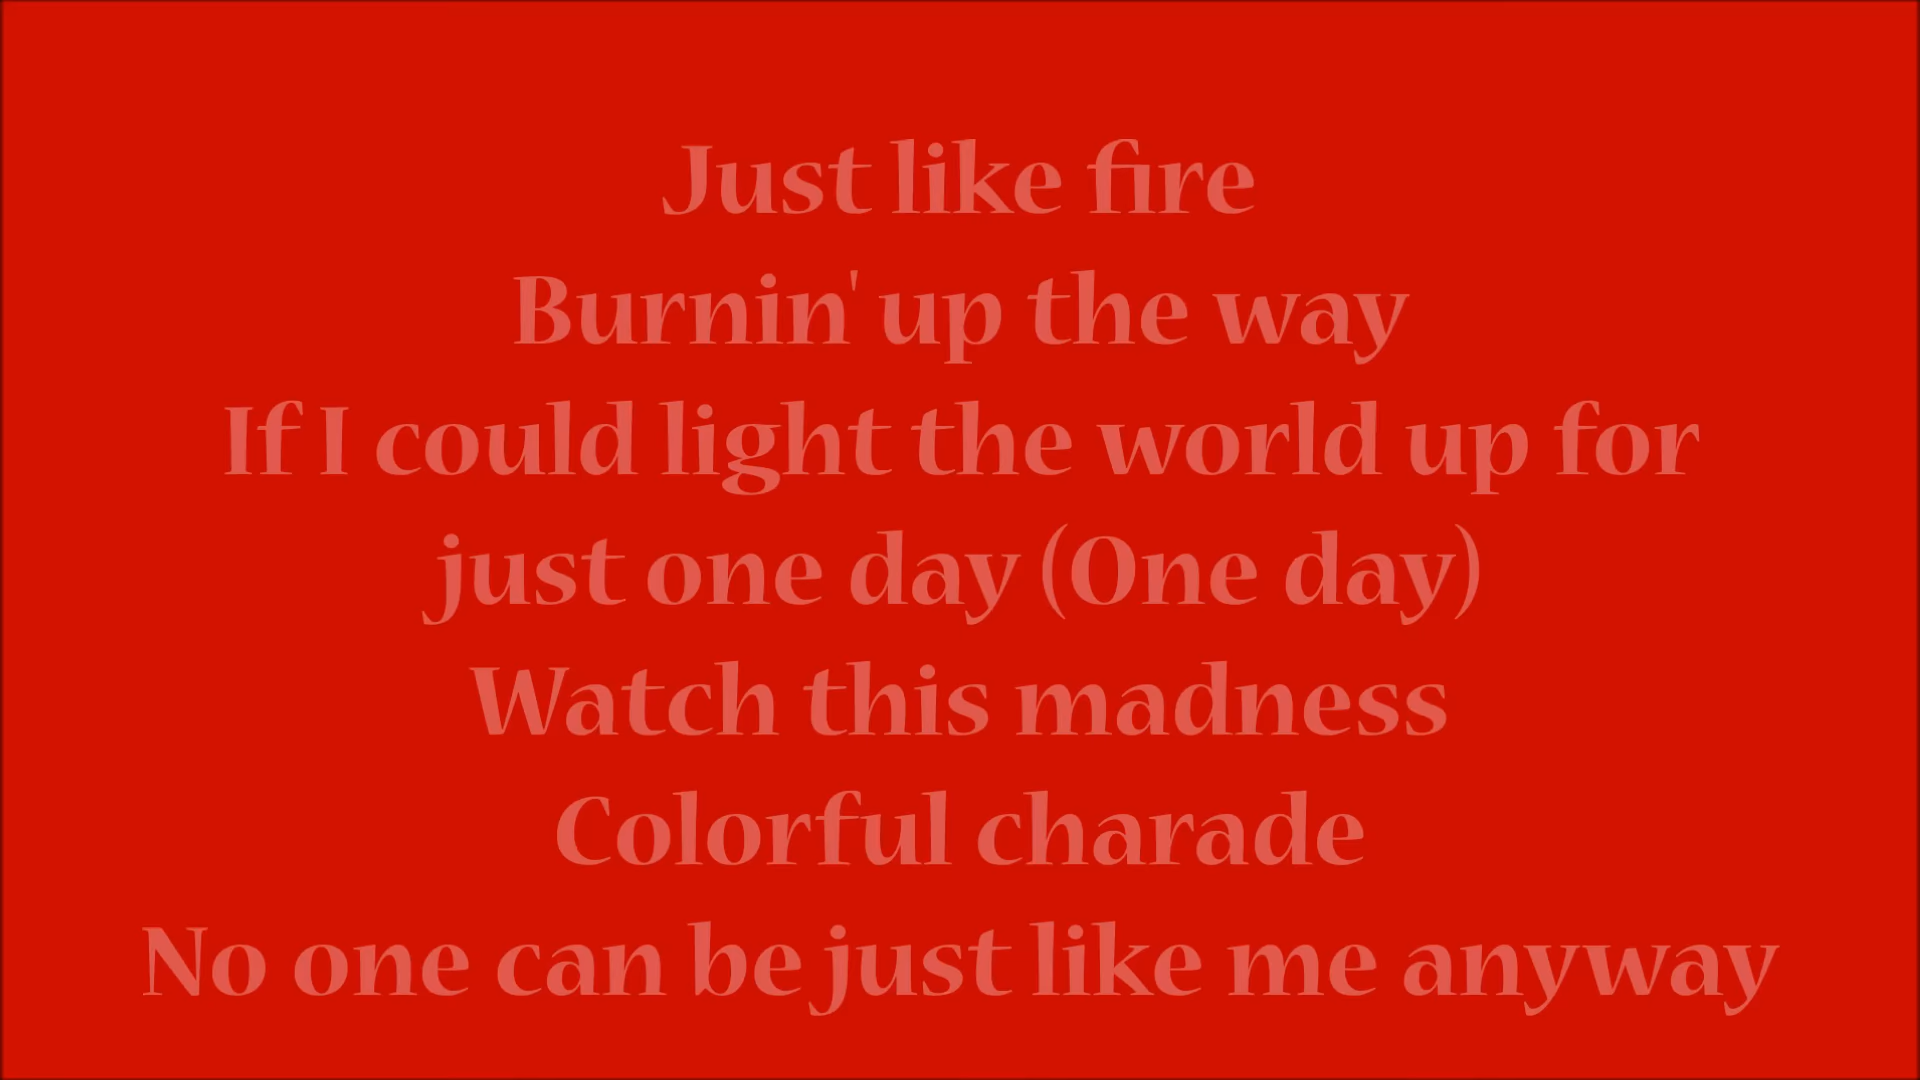 Just like fire
Burnin' up the way
If I could light the world up for
just one day (One day)
Watch this madness
Colorful charade
No one can be just like me anyway